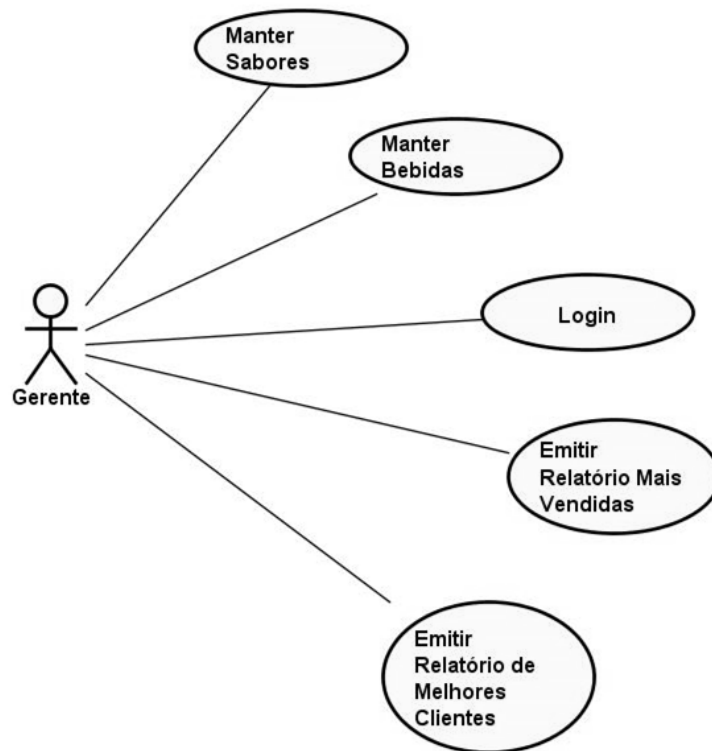 Manter
Sabores
Manter
Bebidas
Login
Gerente
Emitir
Relatório Mais
Vendidas
Emitir
Relatório de
Melhores
Clientes